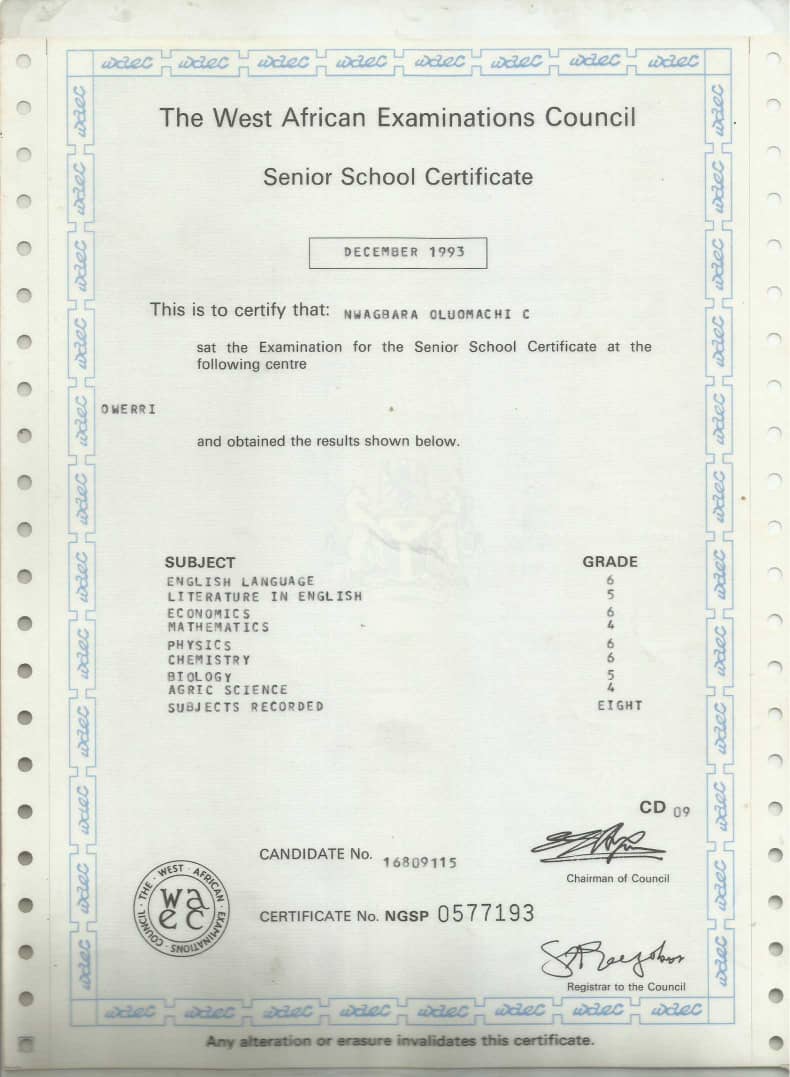 waec waec waec waec waec waec waec waec
The West African Examinations Council
Senior School Certificate
DECEMBER 1993
This is to certify that: NWAGBARA OLUOMACHI C
sat the Examination for the Senior School Certificate at the
following centre
OWERRI
and obtained the results shown below.
SUBJECT GRADE
ENGLISH LANGUAGE 6
LITERATURE IN ENGLISH 5
ECONOMICS 6
MATHEMATICS 4
PHYSICS 6
CHEMISTRY 6
BIOLOGY 5
AGRIC SCIENCE 4
SUBJECTS RECORDED EIGHT
CD 09
CANDIDATE No. 16809115
Chairman of Council
THE · WEST · AFRICAN · EXAMINATIONS · COUNCIL ·
waec
CERTIFICATE No. NGSP 0577193
Registrar to the Council
waec waec waec waec waec waec waec waec
Any alteration or erasure invalidates this certificate.